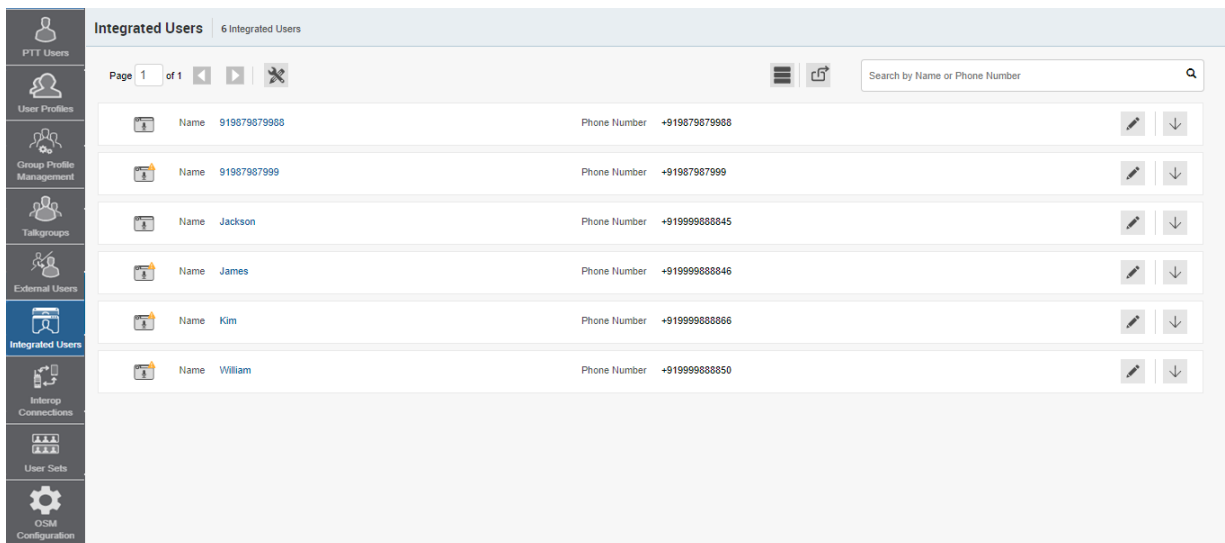 PTT Users
User Profiles
Group Profile
Management
Talkgroups
External Users
Integrated Users
Interop
Connections
User Sets
OSM
Configuration
Integrated Users 6 Integrated Users
Page 1 of 1 Search by Name or Phone Number
Name 919879879988 Phone Number +919879879988
Name 91987987999 Phone Number +91987987999
Name Jackson Phone Number +919999888845
Name James Phone Number +919999888846
Name Kim Phone Number +919999888866
Name William Phone Number +919999888850